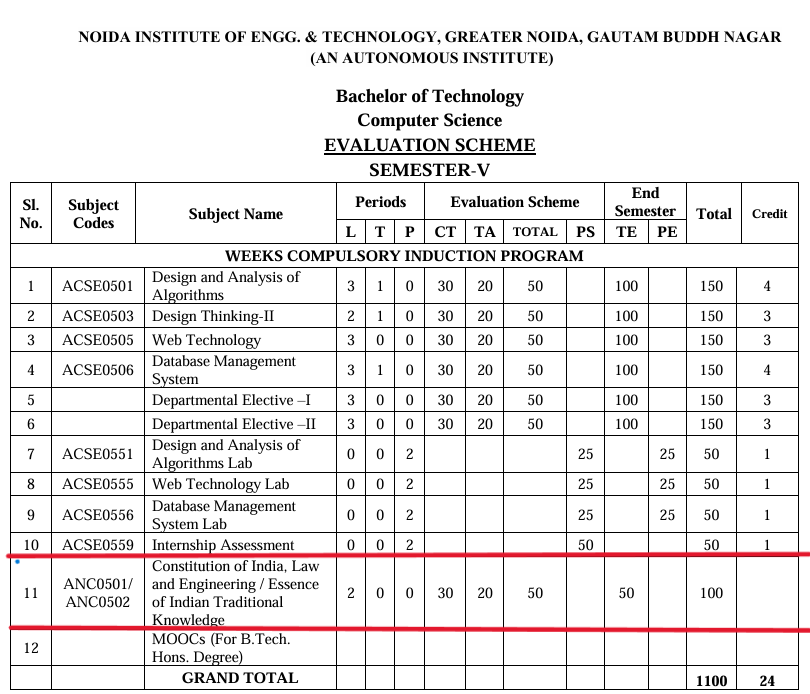 NOIDA INSTITUTE OF ENGG. & TECHNOLOGY, GREATER NOIDA, GAUTAM BUDDH NAGAR
(AN AUTONOMOUS INSTITUTE)
Bachelor of Technology
Computer Science
EVALUATION SCHEME
SEMESTER-V
Sl. No. Subject Codes Subject Name Periods Evaluation Scheme End Semester Total Credit
L T P CT TA TOTAL PS TE PE
WEEKS COMPULSORY INDUCTION PROGRAM
1 ACSE0501 Design and Analysis of Algorithms 3 1 0 30 20 50 100 150 4
2 ACSE0503 Design Thinking-II 2 1 0 30 20 50 100 150 3
3 ACSE0505 Web Technology 3 0 0 30 20 50 100 150 3
4 ACSE0506 Database Management System 3 1 0 30 20 50 100 150 4
5 Departmental Elective –I 3 0 0 30 20 50 100 150 3
6 Departmental Elective –II 3 0 0 30 20 50 100 150 3
7 ACSE0551 Design and Analysis of Algorithms Lab 0 0 2 25 25 50 1
8 ACSE0555 Web Technology Lab 0 0 2 25 25 50 1
9 ACSE0556 Database Management System Lab 0 0 2 25 25 50 1
10 ACSE0559 Internship Assessment 0 0 2 50 50 1
11 ANC0501/ ANC0502 Constitution of India, Law and Engineering / Essence of Indian Traditional Knowledge 2 0 0 30 20 50 50 100
12 MOOCs (For B.Tech. Hons. Degree)
GRAND TOTAL 1100 24